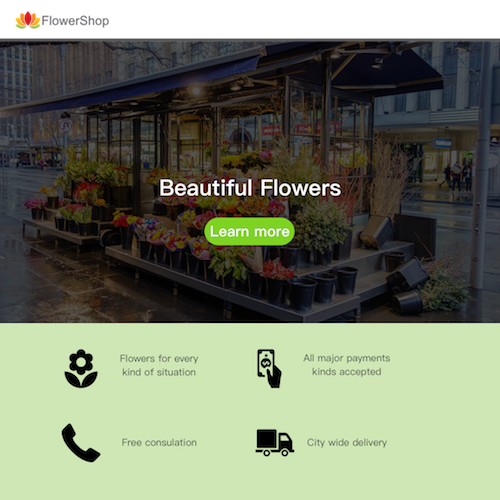 FlowerShop
Beautiful Flowers
Learn more
Flowers for every
kind of situation
All major payments
kinds accepted
Free consulation
City wide delivery